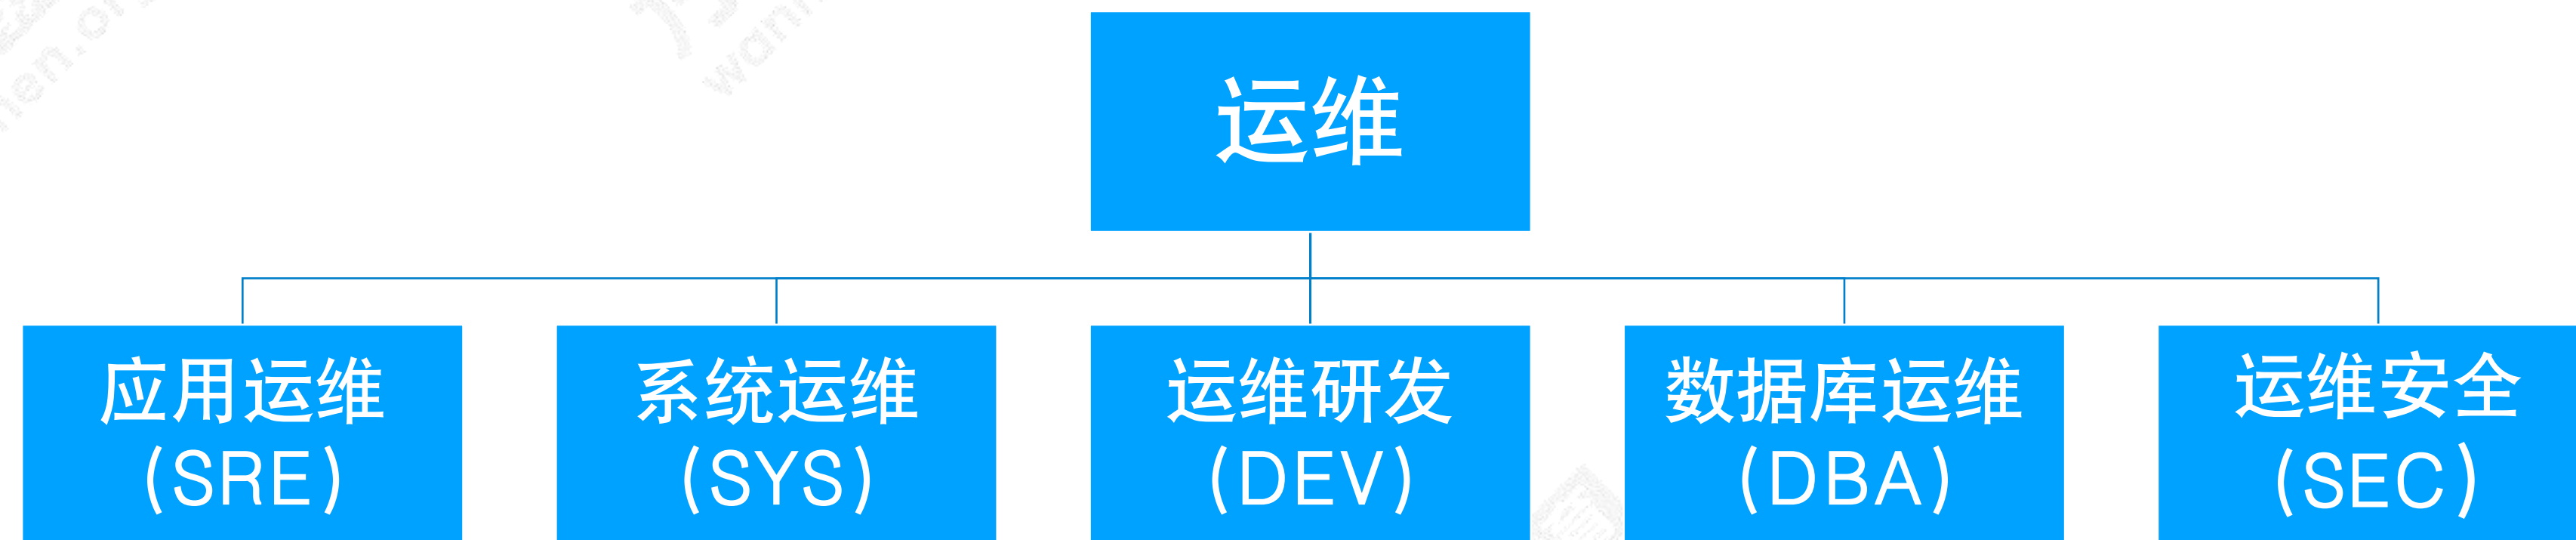 运维
应用运维
(SRE)
系统运维
(SYS)
运维研发
(DEV)
数据库运维
(DBA)
运维安全
(SEC)